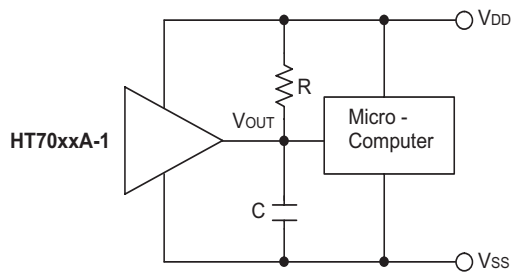 VDD
R
VOUT
Micro -
Computer
HT70xxA-1
C
VSS